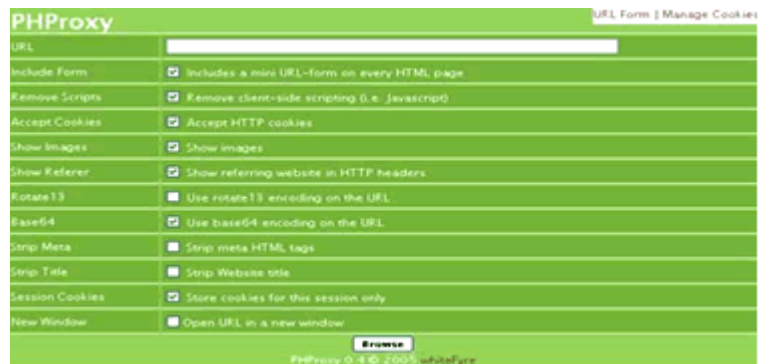 PHProxy
URL Form | Manage Cookies
URL
Include Form Includes a mini URL-form on every HTML page
Remove Scripts Remove client-side scripting (i.e. Javascript)
Accept Cookies Accept HTTP cookies
Show Images Show images
Show Referer Show referring website in HTTP headers
Rotate13 Use rotate13 encoding on the URL
Base64 Use base64 encoding on the URL
Strip Meta Strip meta HTML tags
Strip Title Strip Website title
Session Cookies Store cookies for this session only
New Window Open URL in a new window
Browse
PHProxy 0.4 © 2005 whitefyre